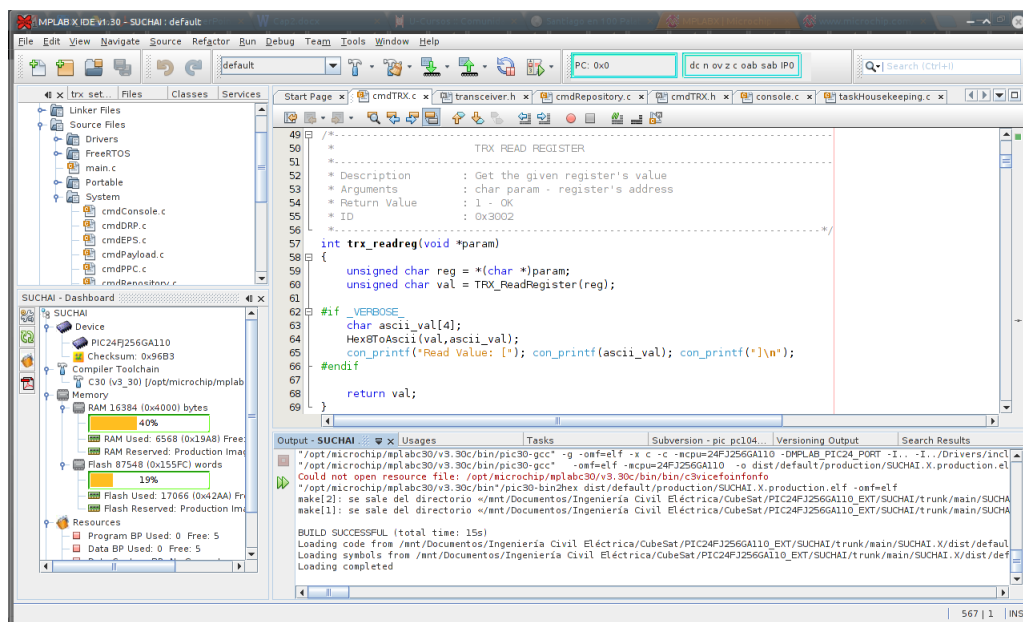 MPLAB X IDE v1.30 - SUCHAI : default
File Edit View Navigate Source Refactor Run Debug Team Tools Window Help
default
PC: 0x0
dc n ov z c oab sab IP0
Search (Ctrl+I)
trx set... Files Classes Services
Linker Files
Source Files
Drivers
FreeRTOS
main.c
Portable
System
cmdConsole.c
cmdDRP.c
cmdEPS.c
cmdPayload.c
cmdPPC.c
cmdRepository.c
SUCHAI - Dashboard
SUCHAI
Device
PIC24FJ256GA110
Checksum: 0x96B3
Compiler Toolchain
C30 (v3_30) [/opt/microchip/mplab
Memory
RAM 16384 (0x4000) bytes
40%
RAM Used: 6568 (0x19A8) Free:
RAM Reserved: Production Imag
Flash 87548 (0x155FC) words
19%
Flash Used: 17066 (0x42AA) Fr
Flash Reserved: Production Ima
Resources
Program BP Used: 0 Free: 5
Data BP Used: 0 Free: 5
Start Page cmdTRX.c transceiver.h cmdRepository.c cmdTRX.h console.c taskHousekeeping.c
49 /*------------------------------------------------------------------------------
50 * TRX READ REGISTER
51 *------------------------------------------------------------------------------
52 * Description : Get the given register's value
53 * Arguments : char param - register's address
54 * Return Value : 1 - OK
55 * ID : 0x3002
56 *----------------------------------------------------------------------------*/
57 int trx_readreg(void *param)
58 {
59 unsigned char reg = *(char *)param;
60 unsigned char val = TRX_ReadRegister(reg);
61
62 #if _VERBOSE_
63 char ascii_val[4];
64 Hex8ToAscii(val,ascii_val);
65 con_printf("Read Value: ["); con_printf(ascii_val); con_printf("]\n");
66 #endif
67
68 return val;
69 }
Output - SUCHAI Usages Tasks Subversion - pic pc104... Versioning Output Search Results
"/opt/microchip/mplabc30/v3.30c/bin/pic30-gcc" -g -omf=elf -x c -c -mcpu=24FJ256GA110 -DMPLAB_PIC24_PORT -I.. -I../Drivers/incl
"/opt/microchip/mplabc30/v3.30c/bin/pic30-gcc" -omf=elf -mcpu=24FJ256GA110 -o dist/default/production/SUCHAI.X.production.el
Could not open resource file: /opt/microchip/mplabc30/v3.30c/bin/bin/c3vicefoinfonfo
"/opt/microchip/mplabc30/v3.30c/bin/"/pic30-bin2hex dist/default/production/SUCHAI.X.production.elf -omf=elf
make[2]: se sale del directorio «/mnt/Documentos/Ingeniería Civil Eléctrica/CubeSat/PIC24FJ256GA110_EXT/SUCHAI/trunk/main/SUCHA
make[1]: se sale del directorio «/mnt/Documentos/Ingeniería Civil Eléctrica/CubeSat/PIC24FJ256GA110_EXT/SUCHAI/trunk/main/SUCHA
BUILD SUCCESSFUL (total time: 15s)
Loading code from /mnt/Documentos/Ingeniería Civil Eléctrica/CubeSat/PIC24FJ256GA110_EXT/SUCHAI/trunk/main/SUCHAI.X/dist/defaul
Loading symbols from /mnt/Documentos/Ingeniería Civil Eléctrica/CubeSat/PIC24FJ256GA110_EXT/SUCHAI/trunk/main/SUCHAI.X/dist/def
Loading completed
567 | 1 INS